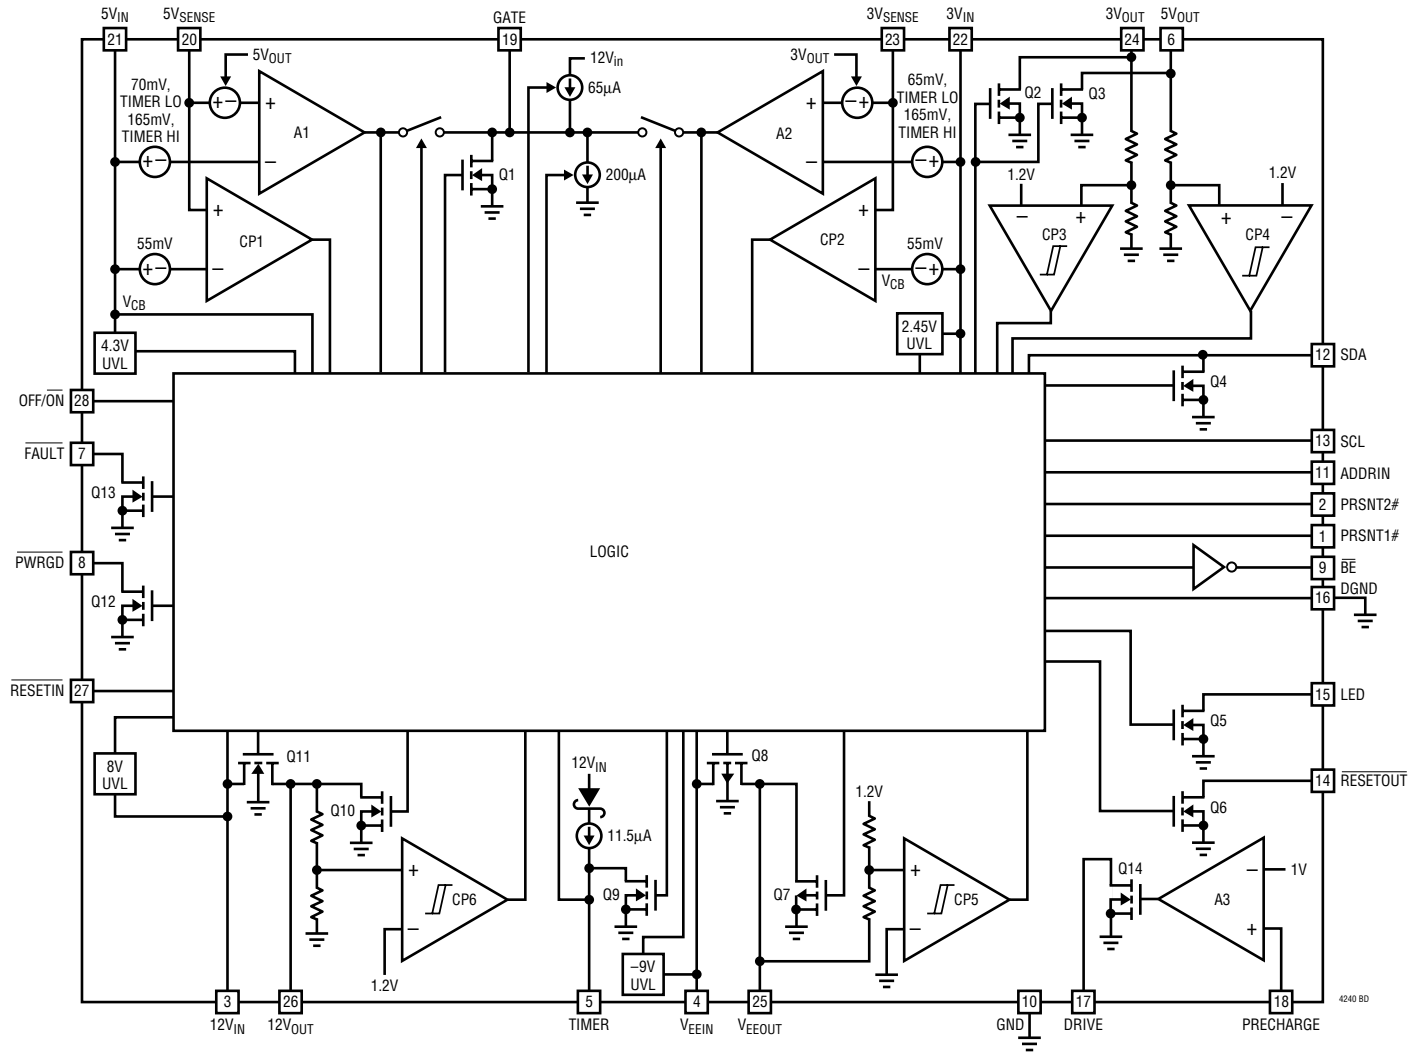 5VIN
5VSENSE
GATE
3VSENSE
3VIN
3VOUT
5VOUT
21
20
19
23
22
24
6
5VOUT
12Vin
3VOUT
70mV,
TIMER LO
165mV,
TIMER HI
+ −
+
−
A1
65µA
200µA
Q1
+
−
A2
− +
65mV,
TIMER LO
165mV,
TIMER HI
Q2
Q3
+ −
− +
1.2V
1.2V
55mV
+ −
+
−
CP1
+
−
CP2
55mV
− +
VCB
− +
CP3
+ −
CP4
VCB
4.3V
UVL
2.45V
UVL
12
SDA
Q4
OFF/ON
28
13
SCL
FAULT
7
Q13
11
ADDRIN
2
PRSNT2#
1
PRSNT1#
LOGIC
PWRGD
8
Q12
9
BE
DGND
16
RESETIN
27
15
LED
Q5
8V
UVL
Q11
Q10
12VIN
11.5µA
Q8
1.2V
14
RESETOUT
Q6
+
−
CP6
1.2V
Q9
Q7
+
−
CP5
Q14
−
+
A3
1V
−9V
UVL
3
26
5
4
25
10
17
18
12VIN
12VOUT
TIMER
VEEIN
VEEOUT
GND
DRIVE
PRECHARGE
4240 BD